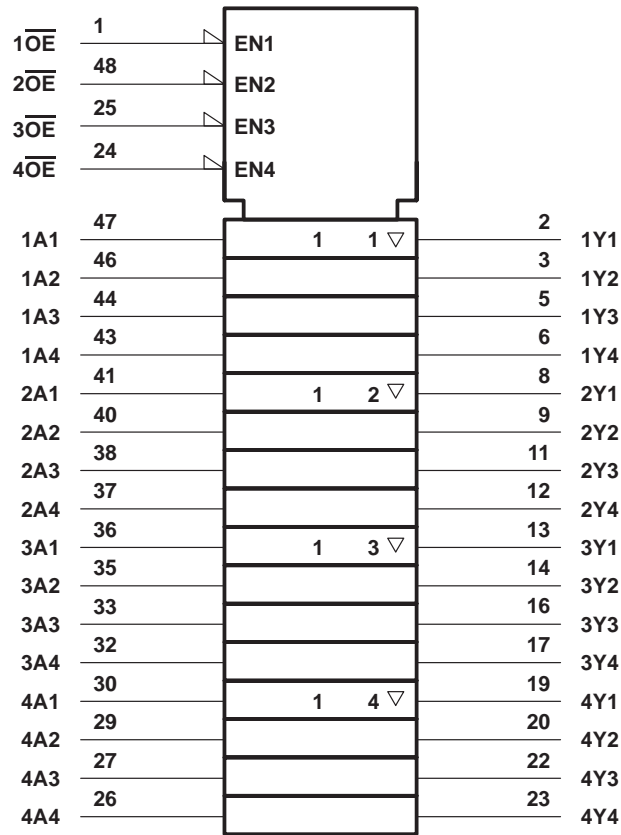 1O̅E̅ 1 EN1
2O̅E̅ 48 EN2
3O̅E̅ 25 EN3
4O̅E̅ 24 EN4
1A1 47 1 1 ▽ 2 1Y1
1A2 46 3 1Y2
1A3 44 5 1Y3
1A4 43 6 1Y4
2A1 41 1 2 ▽ 8 2Y1
2A2 40 9 2Y2
2A3 38 11 2Y3
2A4 37 12 2Y4
3A1 36 1 3 ▽ 13 3Y1
3A2 35 14 3Y2
3A3 33 16 3Y3
3A4 32 17 3Y4
4A1 30 1 4 ▽ 19 4Y1
4A2 29 20 4Y2
4A3 27 22 4Y3
4A4 26 23 4Y4